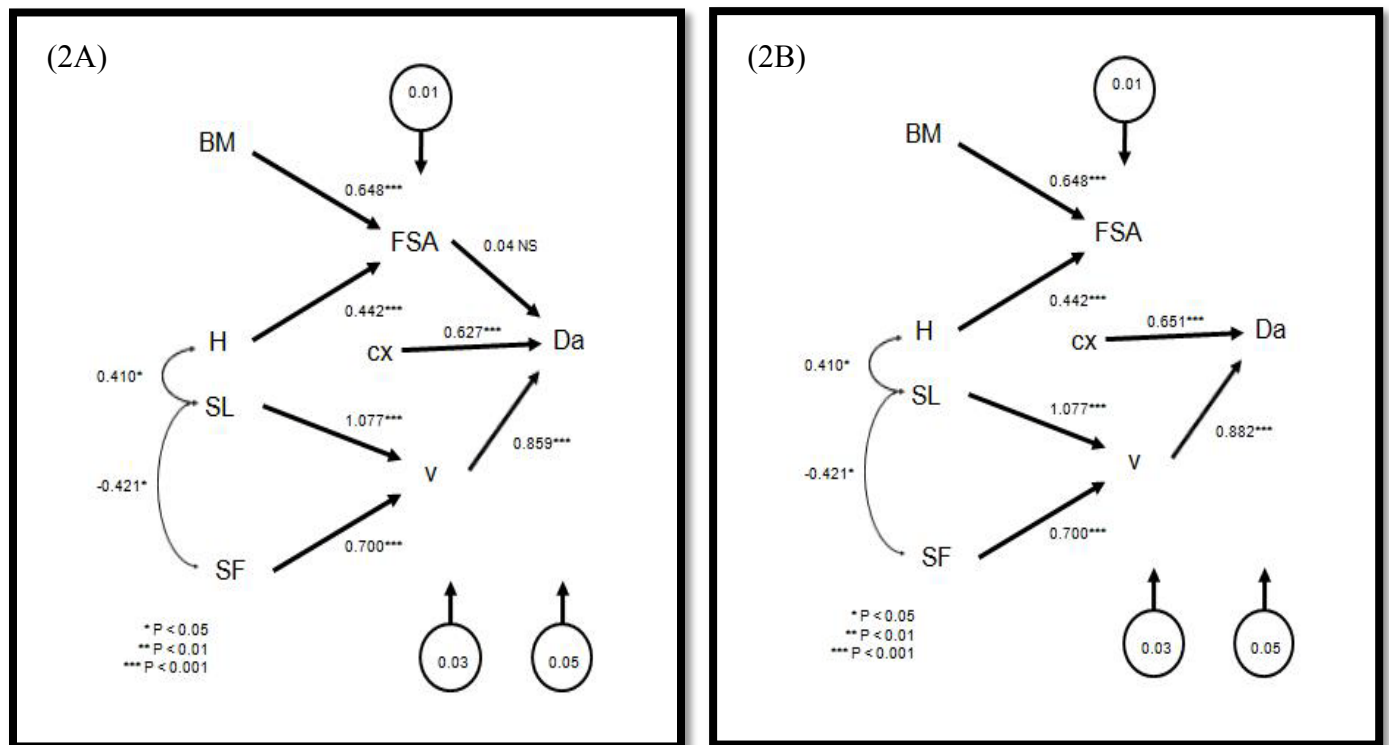 (2A)
0.01
BM
0.648***
FSA
0.04 NS
0.442***
H
0.627***
cx
Da
0.410*
SL
1.077***
0.859***
-0.421*
v
0.700***
SF
* P < 0.05
** P < 0.01
*** P < 0.001
0.03
0.05
(2B)
0.01
BM
0.648***
FSA
0.442***
H
0.651***
cx
Da
0.410*
SL
1.077***
0.882***
-0.421*
v
0.700***
SF
* P < 0.05
** P < 0.01
*** P < 0.001
0.03
0.05